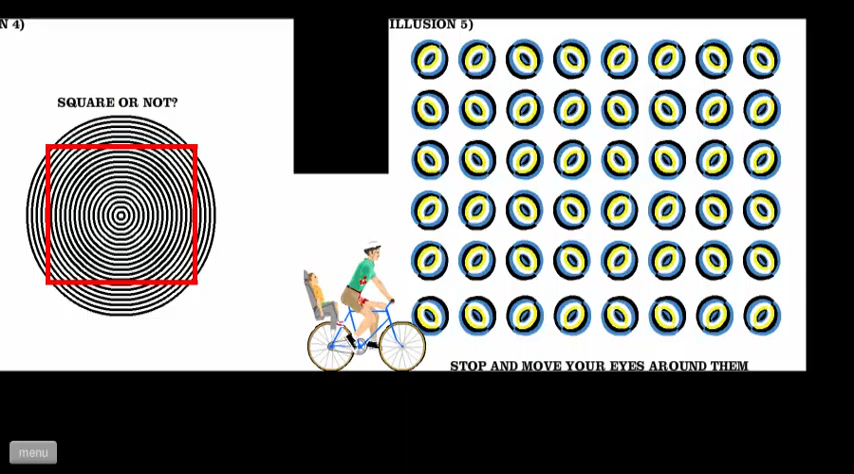 N 4)
ILLUSION 5)
SQUARE OR NOT?
STOP AND MOVE YOUR EYES AROUND THEM
menu